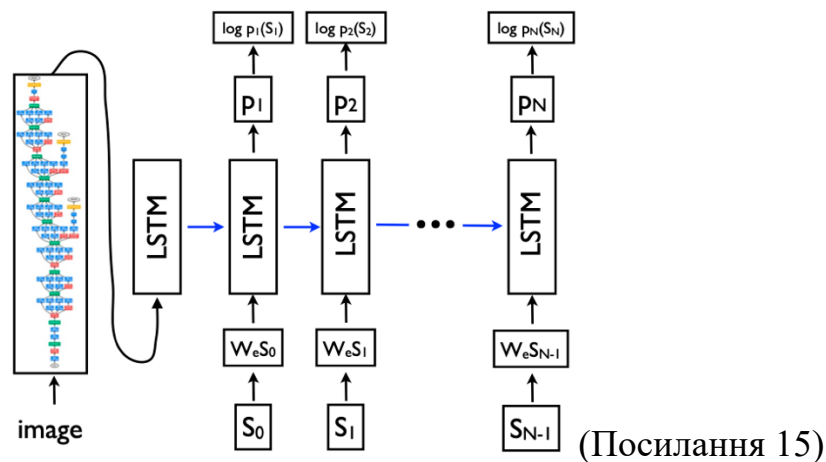 log p₁(S₁) log p₂(S₂) log pN(SN)
p₁ p₂ pN
LSTM LSTM LSTM LSTM
WeS₀ WeS₁ WeSN-1
image S₀ S₁ SN-1 (Посилання 15)